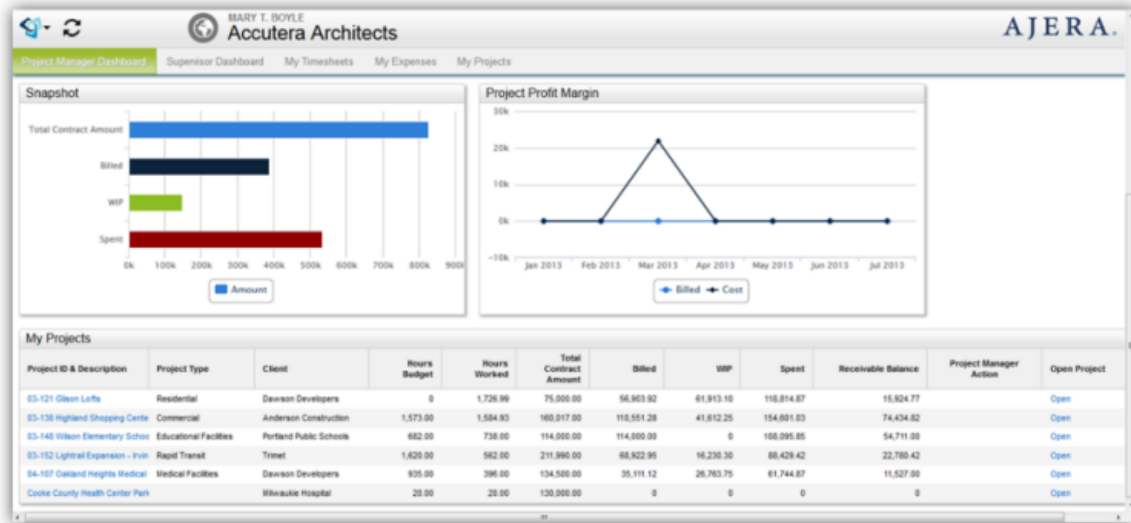 MARY T. BOYLE
Accutera Architects
AJERA.
Project Manager Dashboard Supervisor Dashboard My Timesheets My Expenses My Projects
Snapshot
Total Contract Amount
Billed
WIP
Spent
0k 100k 200k 300k 400k 500k 600k 700k 800k 900k
Amount
Project Profit Margin
30k
20k
10k
0k
-10k
Jan 2013 Feb 2013 Mar 2013 Apr 2013 May 2013 Jun 2013 Jul 2013
Billed Cost
My Projects
Project ID & Description Project Type Client Hours Budget Hours Worked Total Contract Amount Billed WIP Spent Receivable Balance Project Manager Action Open Project
03-121 Gilson Lofts Residential Dawson Developers 0 1,726.99 75,000.00 56,903.92 61,913.10 118,814.87 15,924.77 Open
03-138 Highland Shopping Cente Commercial Anderson Construction 1,573.00 1,584.93 160,017.00 110,551.28 41,612.25 154,601.03 74,434.82 Open
03-148 Wilson Elementary Schoo Educational Facilities Portland Public Schools 682.00 738.00 114,000.00 114,000.00 0 108,095.85 54,711.00 Open
03-152 Lightrail Expansion - Irvin Rapid Transit Trimet 1,620.00 562.00 211,990.00 68,922.95 16,230.30 88,429.42 22,780.42 Open
04-107 Oakland Heights Medical Medical Facilities Dawson Developers 935.00 396.00 134,500.00 35,111.12 26,763.75 61,744.87 11,527.00 Open
Cooke County Health Center Park Milwaukie Hospital 20.00 20.00 130,000.00 0 0 0 0 Open